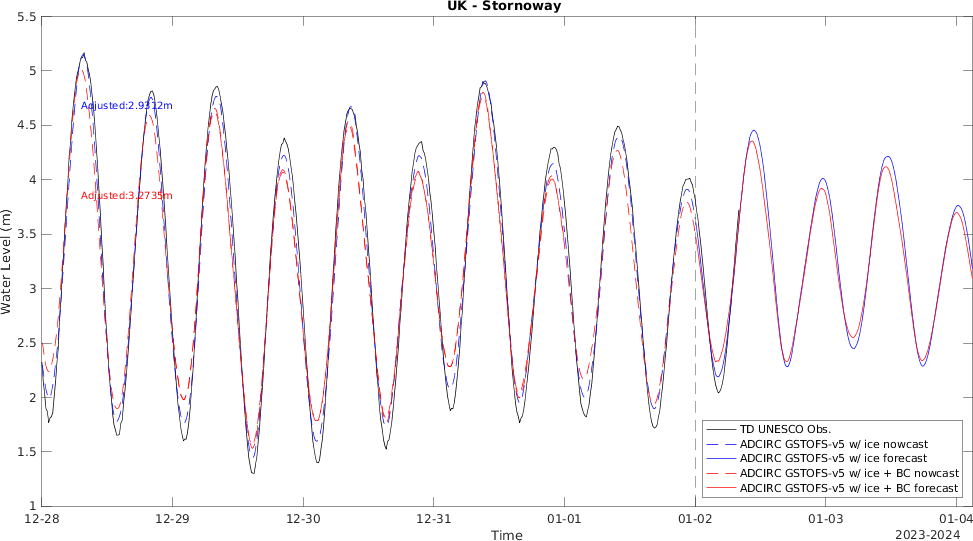 UK - Stornoway
5.5
5
4.5
4
3.5
3
2.5
2
1.5
1
Water Level (m)
Adjusted:2.9312m
Adjusted:3.2735m
TD UNESCO Obs.
ADCIRC GSTOFS-v5 w/ ice nowcast
ADCIRC GSTOFS-v5 w/ ice forecast
ADCIRC GSTOFS-v5 w/ ice + BC nowcast
ADCIRC GSTOFS-v5 w/ ice + BC forecast
12-28 12-29 12-30 12-31 01-01 01-02 01-03 01-04
Time
2023-2024